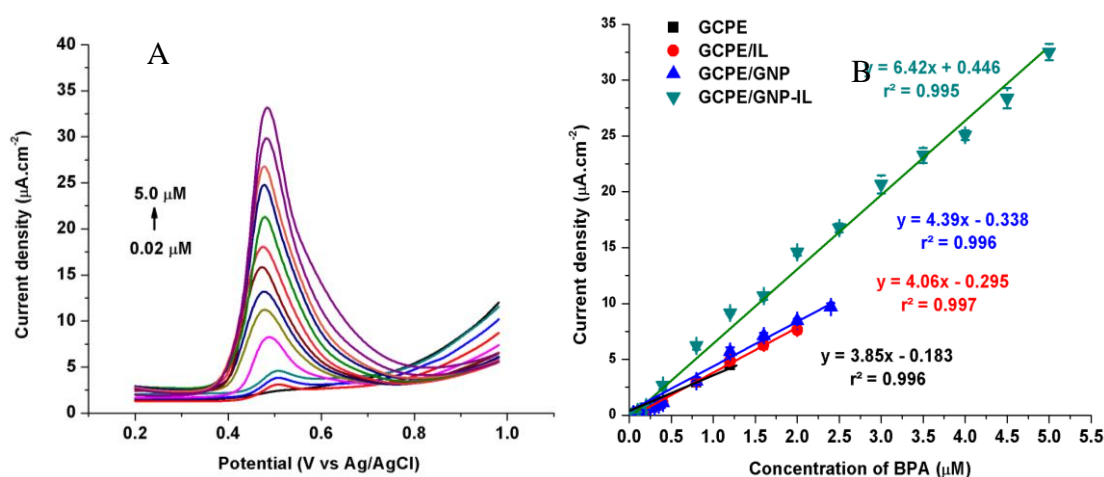 A
40
35
30
25
20
15
10
5
0
Current density (µA.cm⁻²)
5.0 µM
0.02 µM
0.2
0.4
0.6
0.8
1.0
Potential (V vs Ag/AgCl)
B
GCPE
GCPE/IL
GCPE/GNP
GCPE/GNP-IL
35
30
25
20
15
10
5
0
Current density (µA.cm⁻²)
y = 6.42x + 0.446
r² = 0.995
y = 4.39x - 0.338
r² = 0.996
y = 4.06x - 0.295
r² = 0.997
y = 3.85x - 0.183
r² = 0.996
0.0
0.5
1.0
1.5
2.0
2.5
3.0
3.5
4.0
4.5
5.0
Concentration of BPA (µM)